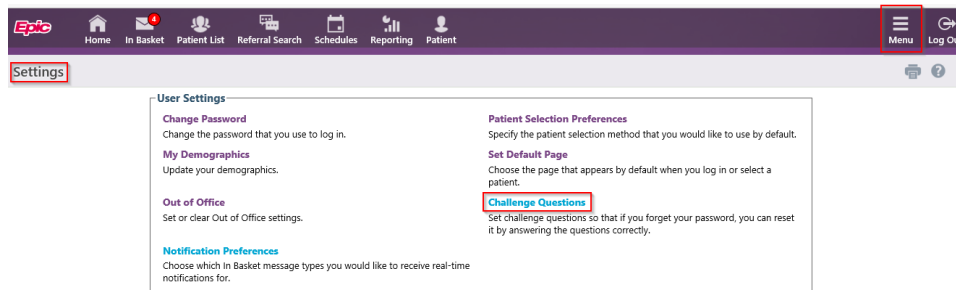 Epic
4
Home In Basket Patient List Referral Search Schedules Reporting Patient Menu Log Ou
Settings
User Settings
Change Password
Change the password that you use to log in.
My Demographics
Update your demographics.
Out of Office
Set or clear Out of Office settings.
Notification Preferences
Choose which In Basket message types you would like to receive real-time
notifications for.
Patient Selection Preferences
Specify the patient selection method that you would like to use by default.
Set Default Page
Choose the page that appears by default when you log in or select a
patient.
Challenge Questions
Set challenge questions so that if you forget your password, you can reset
it by answering the questions correctly.